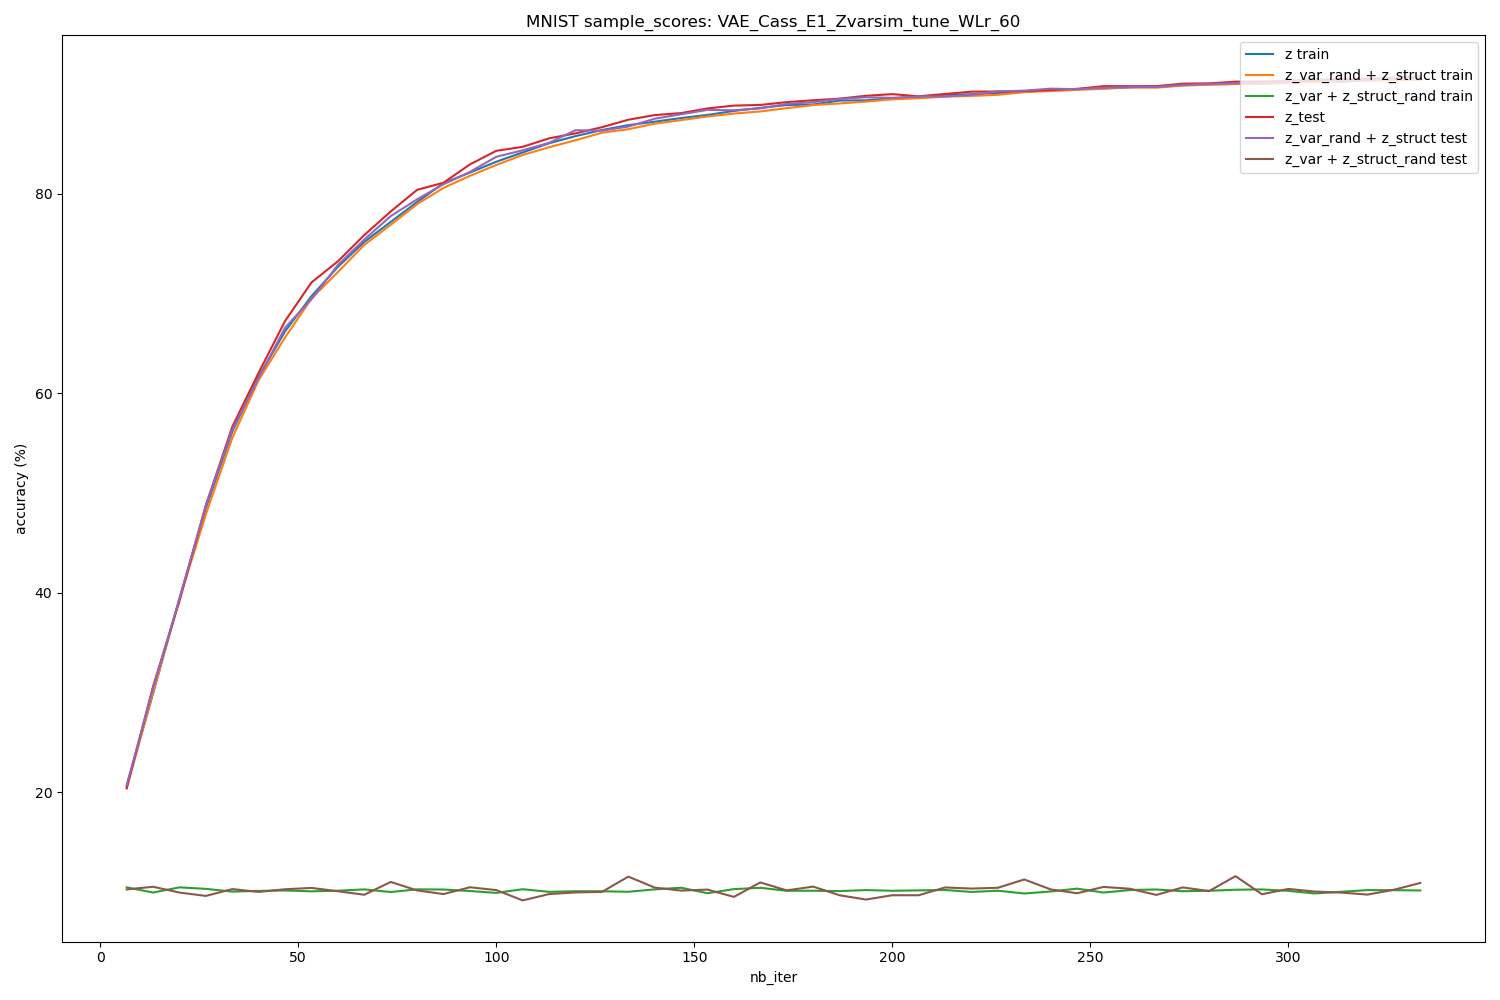 MNIST sample_scores: VAE_Cass_E1_Zvarsim_tune_WLr_60
z train
z_var_rand + z_struct train
z_var + z_struct_rand train
z_test
z_var_rand + z_struct test
z_var + z_struct_rand test
accuracy (%)
80
60
40
20
0 50 100 150 200 250 300
nb_iter